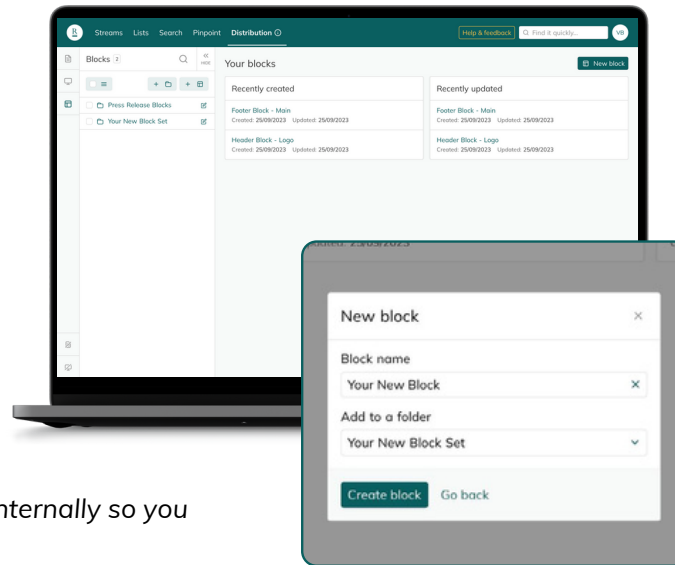 R
Streams Lists Search Pinpoint Distribution
Help & feedback
Find it quickly...
VB
Blocks 2
HIDE
Press Release Blocks
Your New Block Set
Your blocks
New block
Recently created
Footer Block - Main
Created: 25/09/2023 Updated: 25/09/2023
Header Block - Logo
Created: 25/09/2023 Updated: 25/09/2023
Recently updated
Footer Block - Main
Created: 25/09/2023 Updated: 25/09/2023
Header Block - Logo
Created: 25/09/2023 Updated: 25/09/2023
New block
Block name
Your New Block
Add to a folder
Your New Block Set
Create block Go back
nternally so you